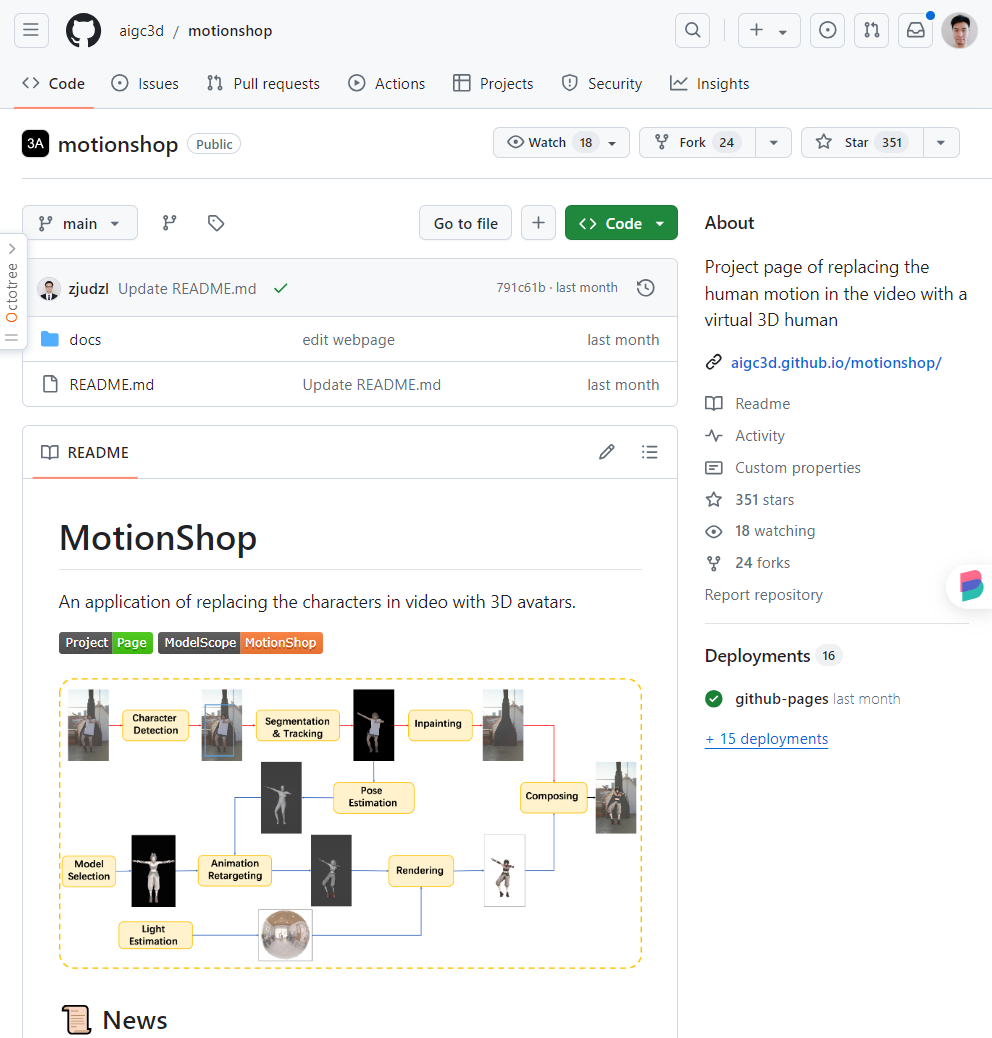 aigc3d / motionshop
Code Issues Pull requests Actions Projects Security Insights
3A motionshop Public Watch 18 Fork 24 Star 351
main Go to file + Code
Octotree
zjudzl Update README.md 791c61b · last month
docs edit webpage last month
README.md Update README.md last month
README
MotionShop
An application of replacing the characters in video with 3D avatars.
Project Page ModelScope MotionShop
Character
Detection
Segmentation
& Tracking
Inpainting
Pose
Estimation
Composing
Model
Selection
Animation
Retargeting
Rendering
Light
Estimation
News
About
Project page of replacing the
human motion in the video with a
virtual 3D human
aigc3d.github.io/motionshop/
Readme
Activity
Custom properties
351 stars
18 watching
24 forks
Report repository
Deployments 16
github-pages last month
+ 15 deployments